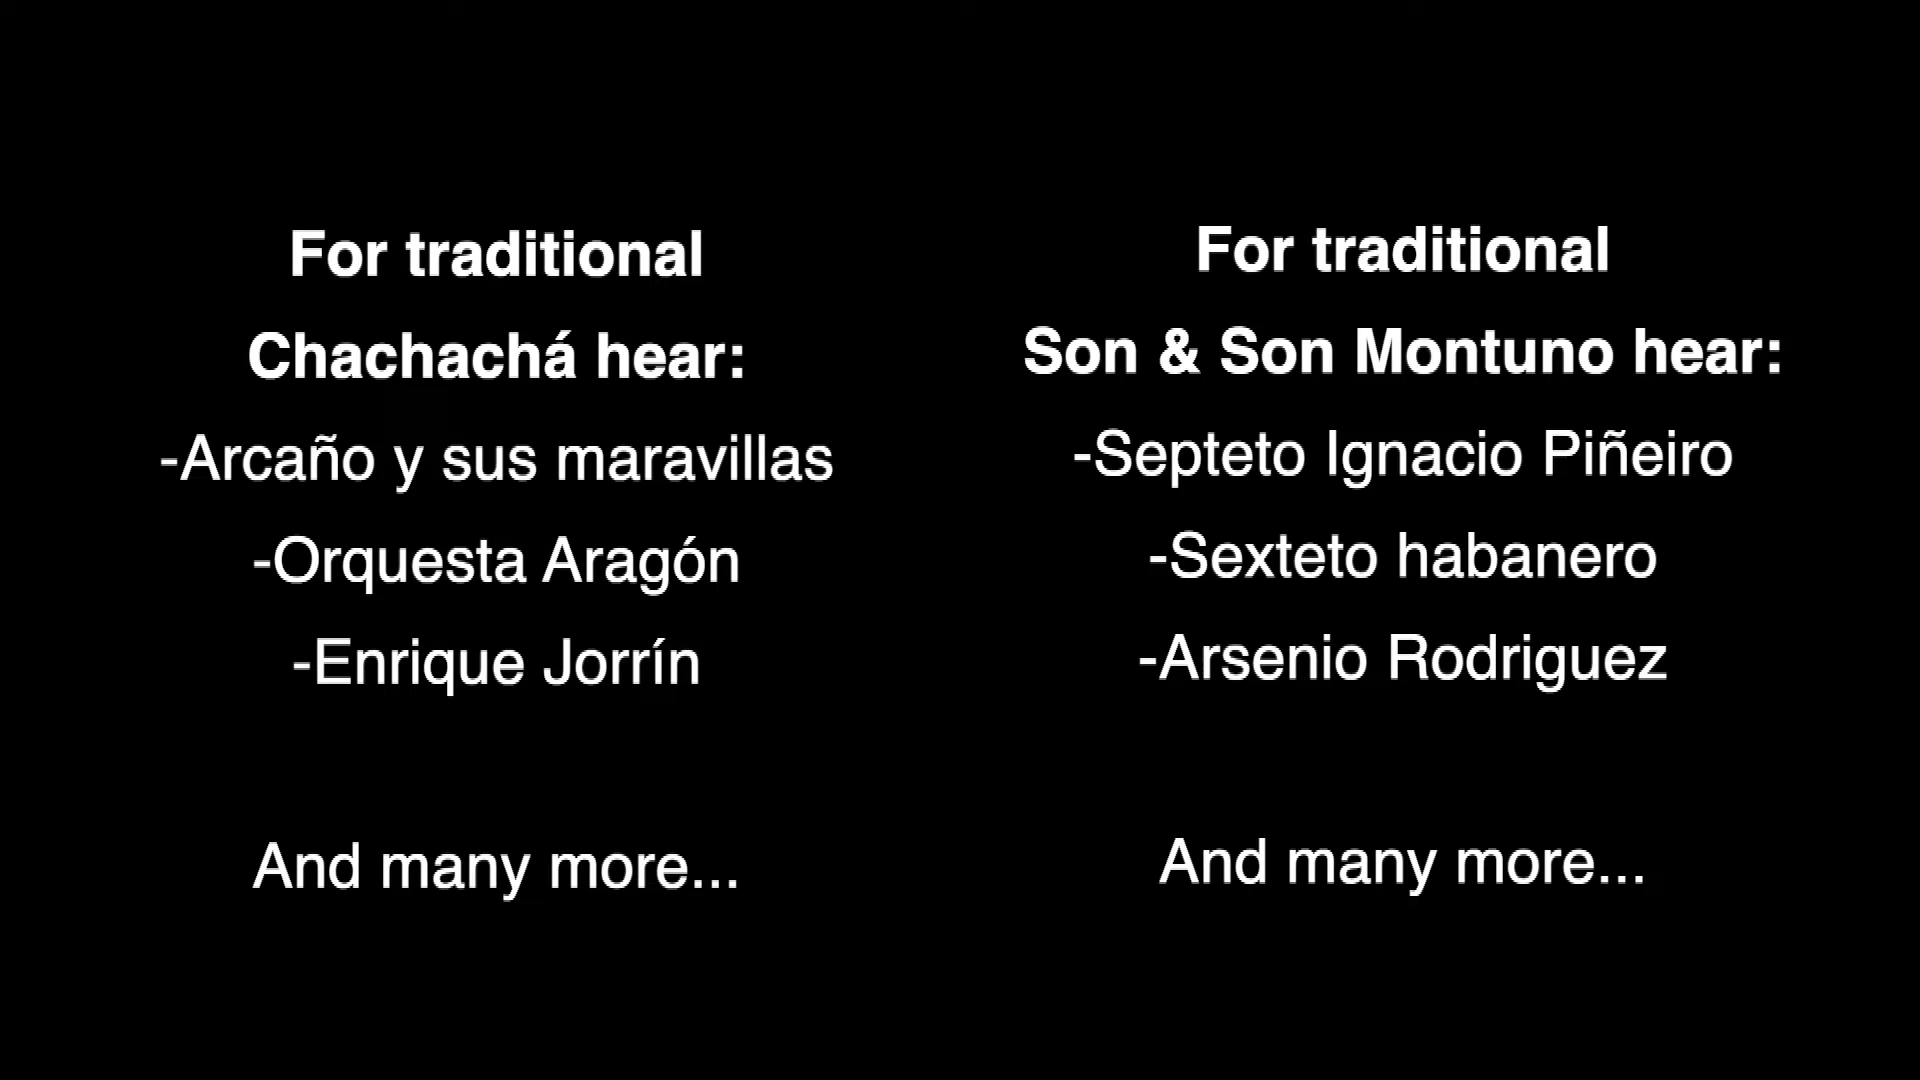 For traditional
Chachachá hear:
-Arcaño y sus maravillas
-Orquesta Aragón
-Enrique Jorrín
And many more...
For traditional
Son & Son Montuno hear:
-Septeto Ignacio Piñeiro
-Sexteto habanero
-Arsenio Rodriguez
And many more...